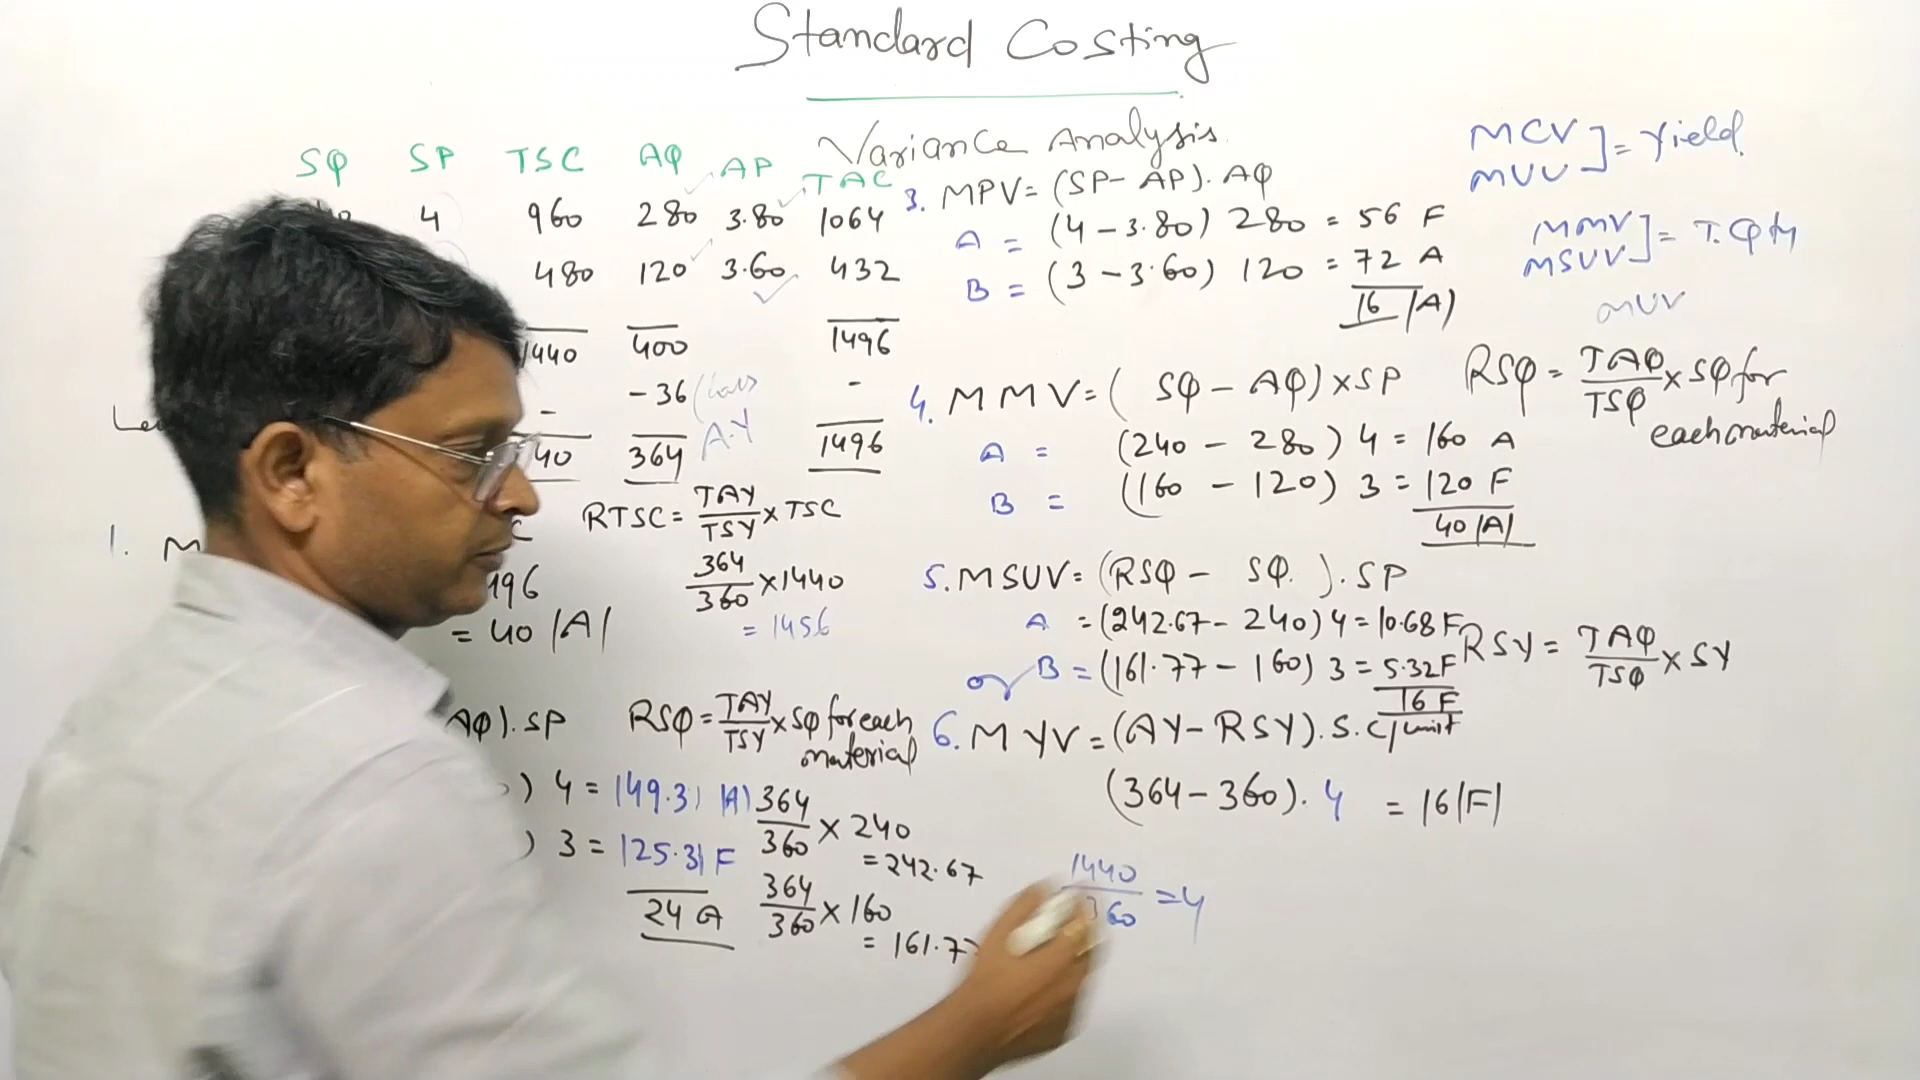 Standard Costing
Variance Analysis
SQ SP TSC AQ AP TAC
4 960 280 3.80 1064
480 120 3.60 432
1440 400 1496
- -36 (loss -
40 364 A.Y 1496
RTSC = TAY/TSY × TSC
364/360 × 1440
= 1456
1. M
C
196
= 40 (A)
AQ).SP RSQ = TAY/TSY × SQ for each material
) 4 = 149.31 (A) 364/360 × 240
= 242.67
) 3 = 125.31 F
24 A 364/360 × 160
= 161.77
3. MPV = (SP - AP). AQ
A = (4 - 3.80) 280 = 56 F
B = (3 - 3.60) 120 = 72 A
16 (A)
4. MMV = ( SQ - AQ) × SP
A = (240 - 280) 4 = 160 A
B = (160 - 120) 3 = 120 F
40 (A)
5. MSUV = (RSQ - SQ. ). SP
A = (242.67 - 240) 4 = 10.68 F
or B = (161.77 - 160) 3 = 5.32 F
16 F
6. MYV = (AY - RSY). S.C/unit
(364 - 360). 4 = 16 (F)
1440/360 = 4
MCV
MUV ] = Yield.
MMV
MSUV ] = T. Qty
MUV
RSQ = TAQ/TSQ × SQ for
each material
RSY = TAQ/TSQ × SY